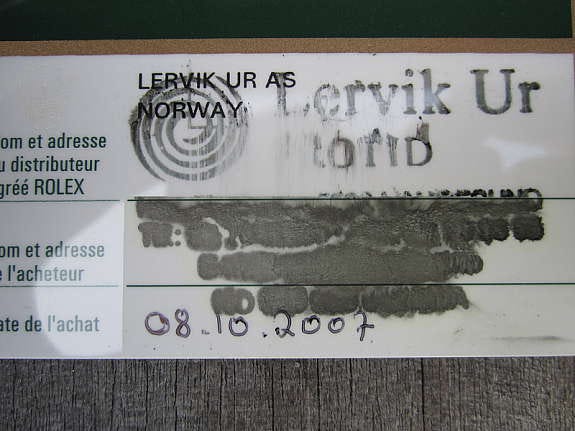 LERVIK UR AS
NORWAY
Lervik Ur
om et adresse
u distributeur
gréé ROLEX
om et adresse
e l'acheteur
ate de l'achat
08.10.2007